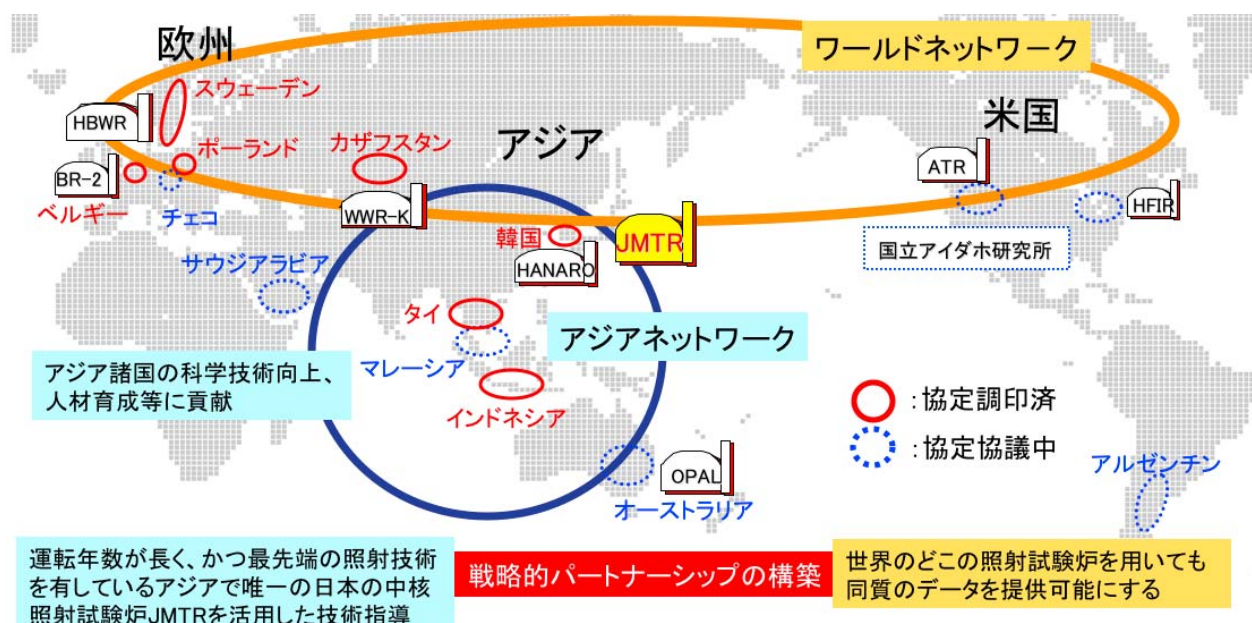 欧州
ワールドネットワーク
スウェーデン
HBWR
ポーランド
カザフスタン
アジア
米国
BR-2
ベルギー
チェコ
WWR-K
韓国
JMTR
HANARO
ATR
HFIR
国立アイダホ研究所
サウジアラビア
タイ
アジアネットワーク
マレーシア
アジア諸国の科学技術向上、
人材育成等に貢献
インドネシア
:協定調印済
:協定協議中
OPAL
オーストラリア
アルゼンチン
運転年数が長く、かつ最先端の照射技術
を有しているアジアで唯一の日本の中核
照射試験炉JMTRを活用した技術指導
戦略的パートナーシップの構築
世界のどこの照射試験炉を用いても
同質のデータを提供可能にする